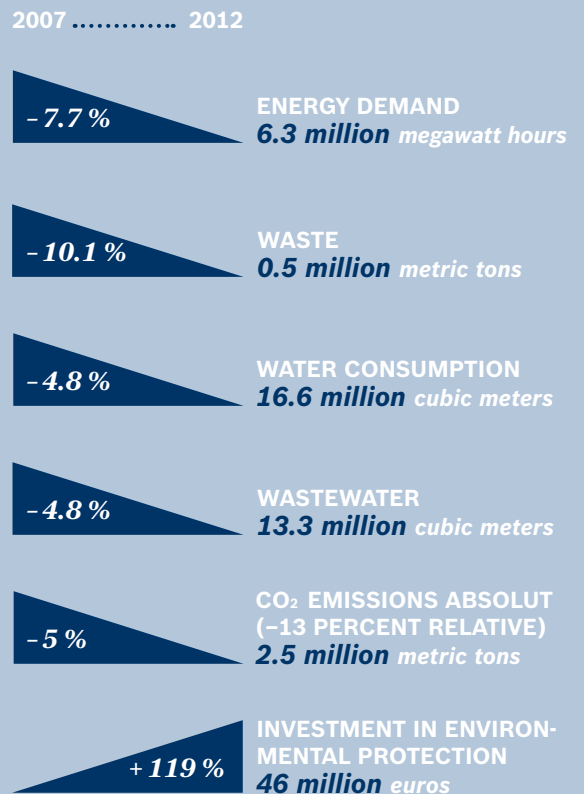 2007 ............. 2012
–7.7 %
ENERGY DEMAND
6.3 million megawatt hours
–10.1 %
WASTE
0.5 million metric tons
–4.8 %
WATER CONSUMPTION
16.6 million cubic meters
–4.8 %
WASTEWATER
13.3 million cubic meters
–5 %
CO₂ EMISSIONS ABSOLUT
(–13 PERCENT RELATIVE)
2.5 million metric tons
+119 %
INVESTMENT IN ENVIRON-
MENTAL PROTECTION
46 million euros